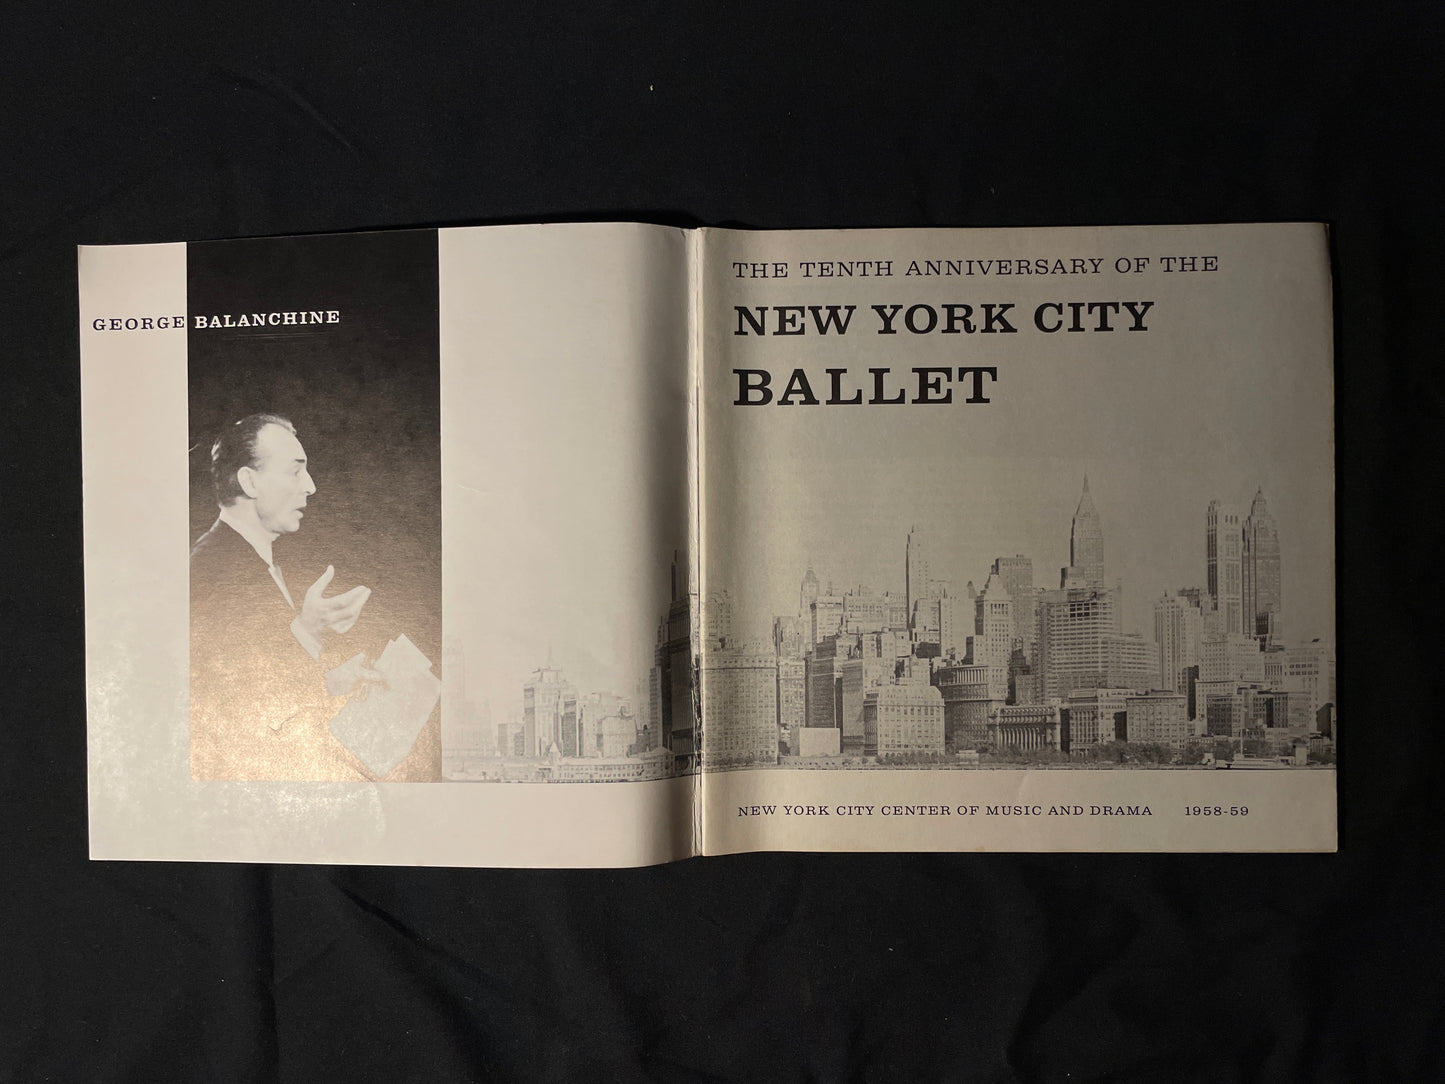 GEORGE BALANCHINE
THE TENTH ANNIVERSARY OF THE
NEW YORK CITY
BALLET
NEW YORK CITY CENTER OF MUSIC AND DRAMA 1958-59